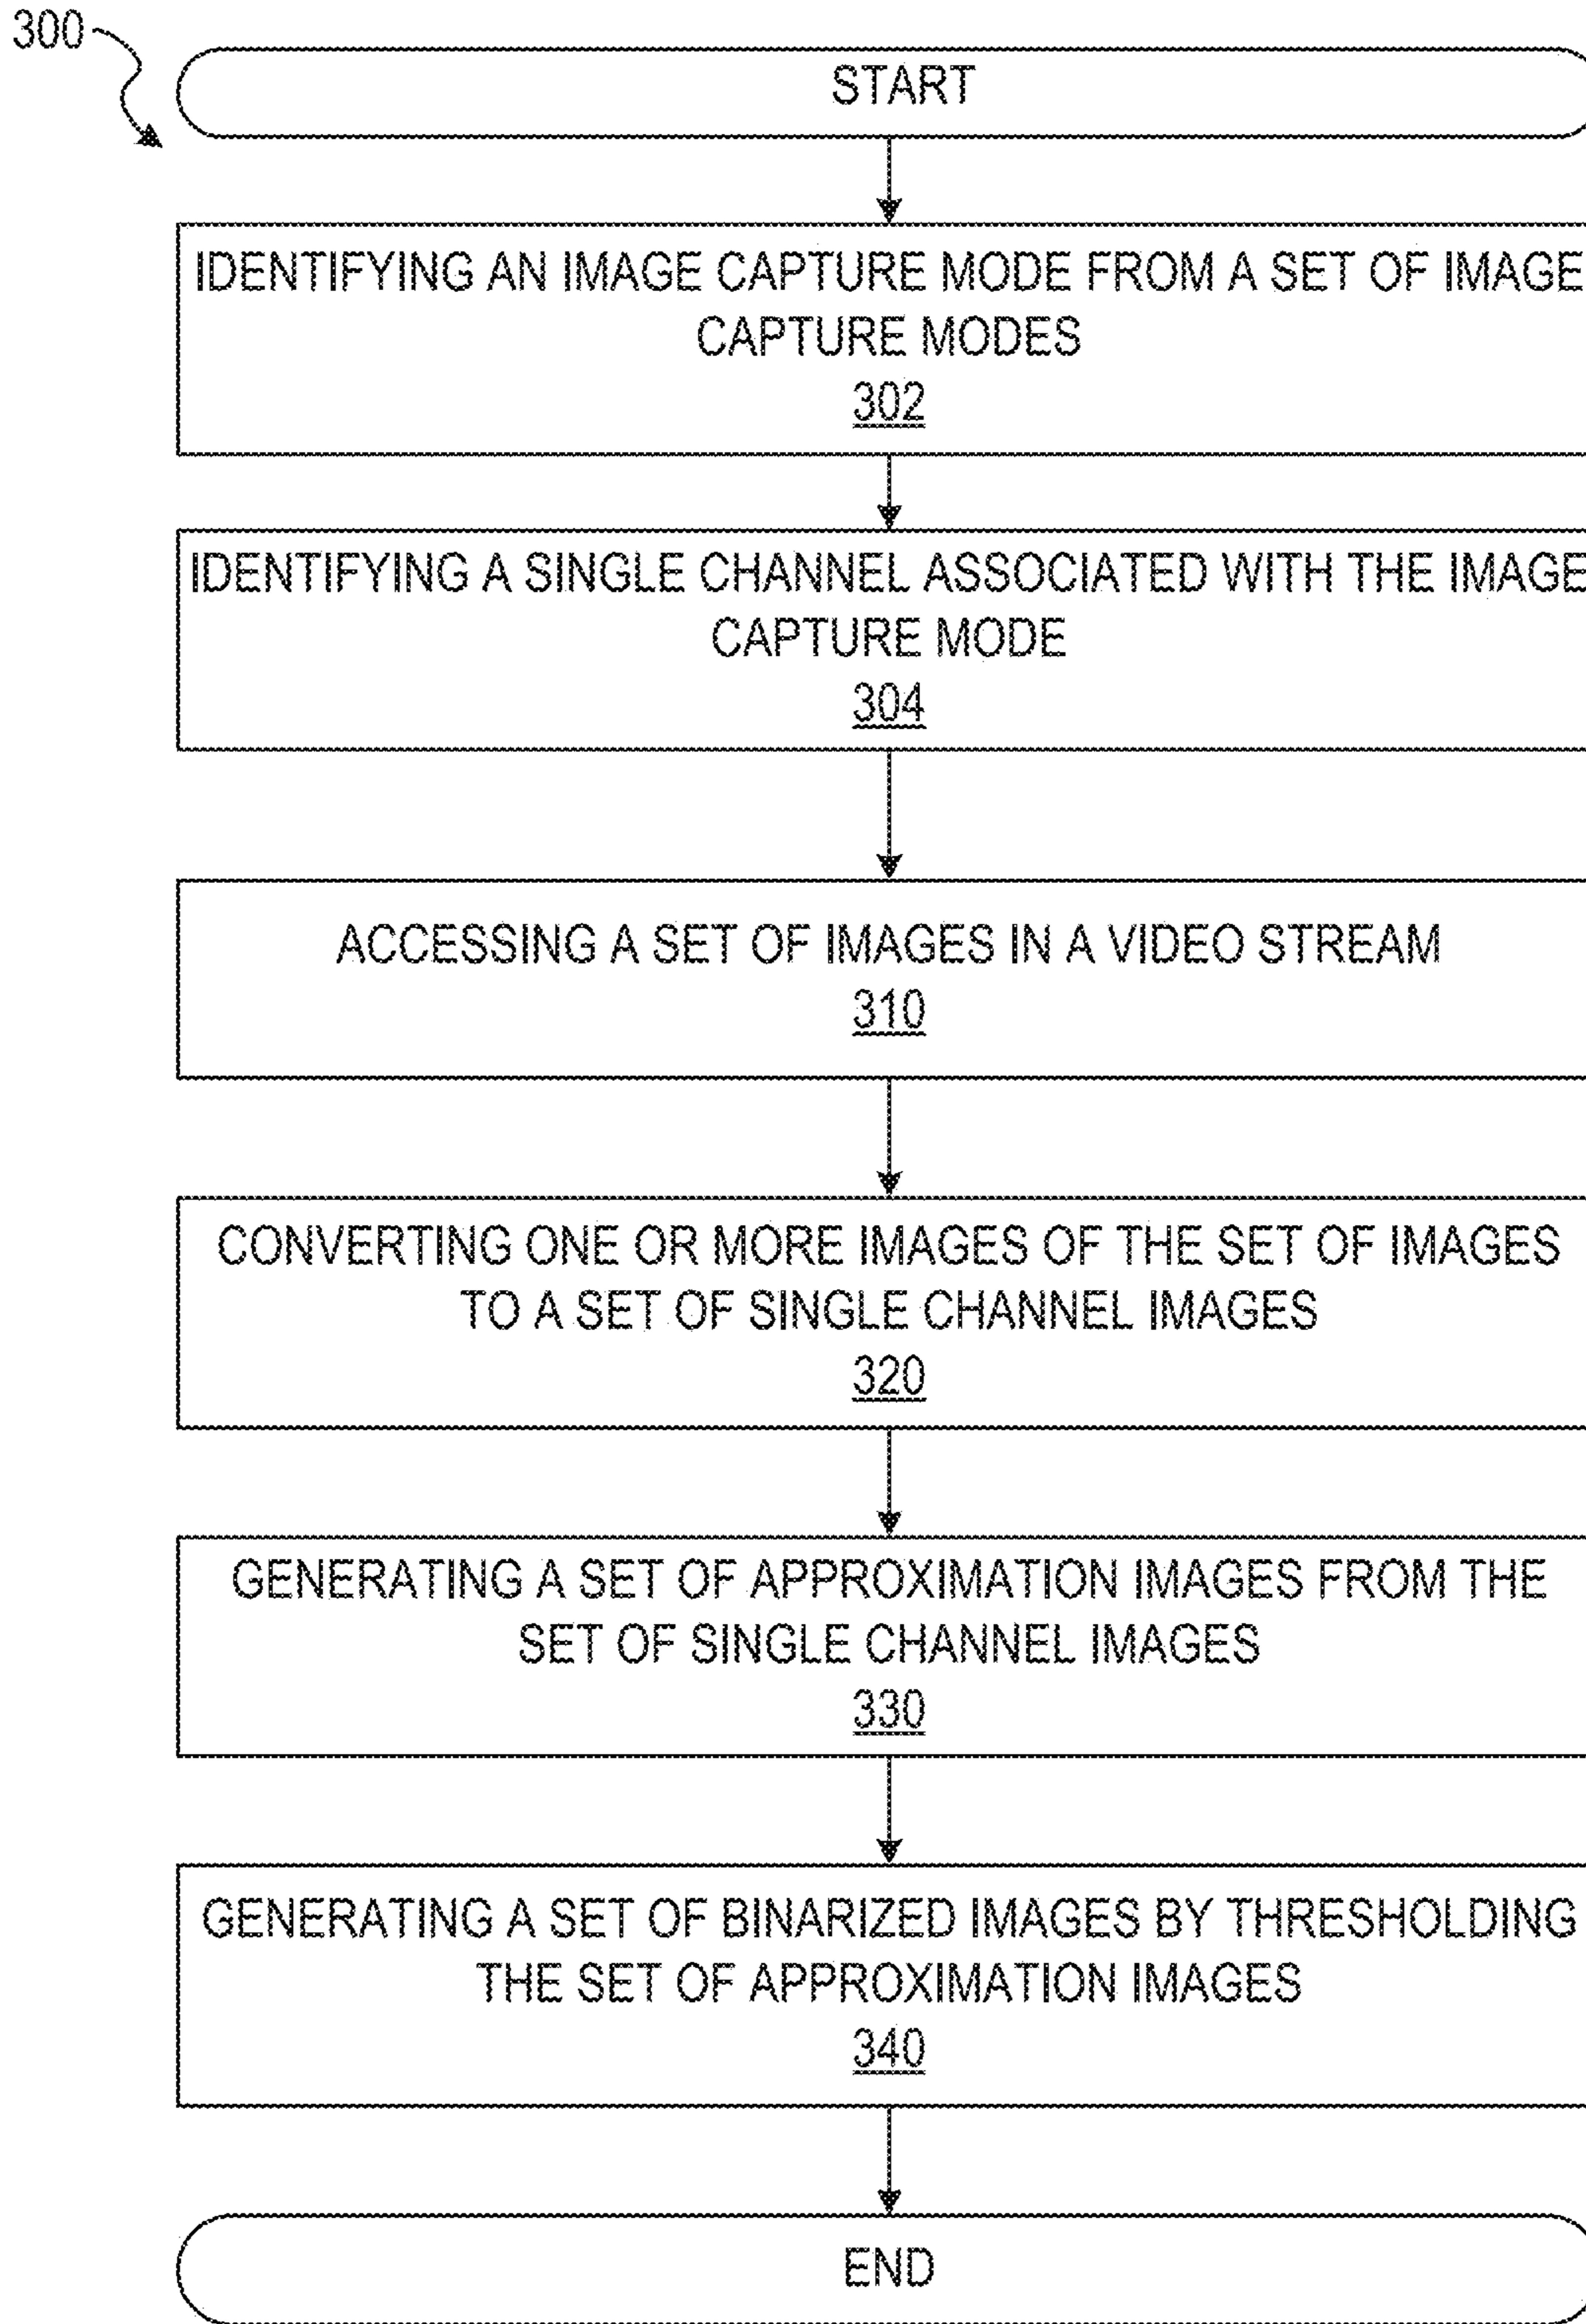 300
START
IDENTIFYING AN IMAGE CAPTURE MODE FROM A SET OF IMAGE
CAPTURE MODES
302
IDENTIFYING A SINGLE CHANNEL ASSOCIATED WITH THE IMAGE
CAPTURE MODE
304
ACCESSING A SET OF IMAGES IN A VIDEO STREAM
310
CONVERTING ONE OR MORE IMAGES OF THE SET OF IMAGES
TO A SET OF SINGLE CHANNEL IMAGES
320
GENERATING A SET OF APPROXIMATION IMAGES FROM THE
SET OF SINGLE CHANNEL IMAGES
330
GENERATING A SET OF BINARIZED IMAGES BY THRESHOLDING
THE SET OF APPROXIMATION IMAGES
340
END